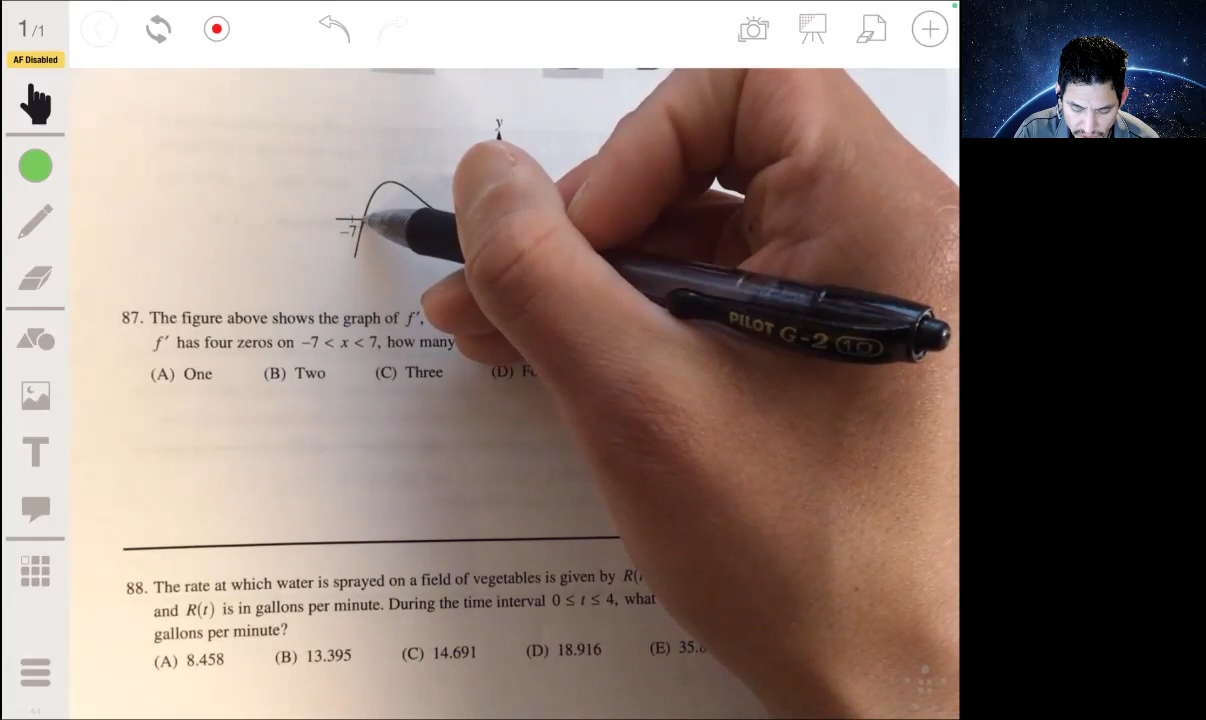 1/1
AF Disabled
y
−7
87. The figure above shows the graph of f′,
f′ has four zeros on −7 < x < 7, how many
(A) One (B) Two (C) Three (D)
PILOT G-2 10
88. The rate at which water is sprayed on a field of vegetables is given by
and R(t) is in gallons per minute. During the time interval 0 ≤ t ≤ 4, what
gallons per minute?
(A) 8.458 (B) 13.395 (C) 14.691 (D) 18.916 (E)
T